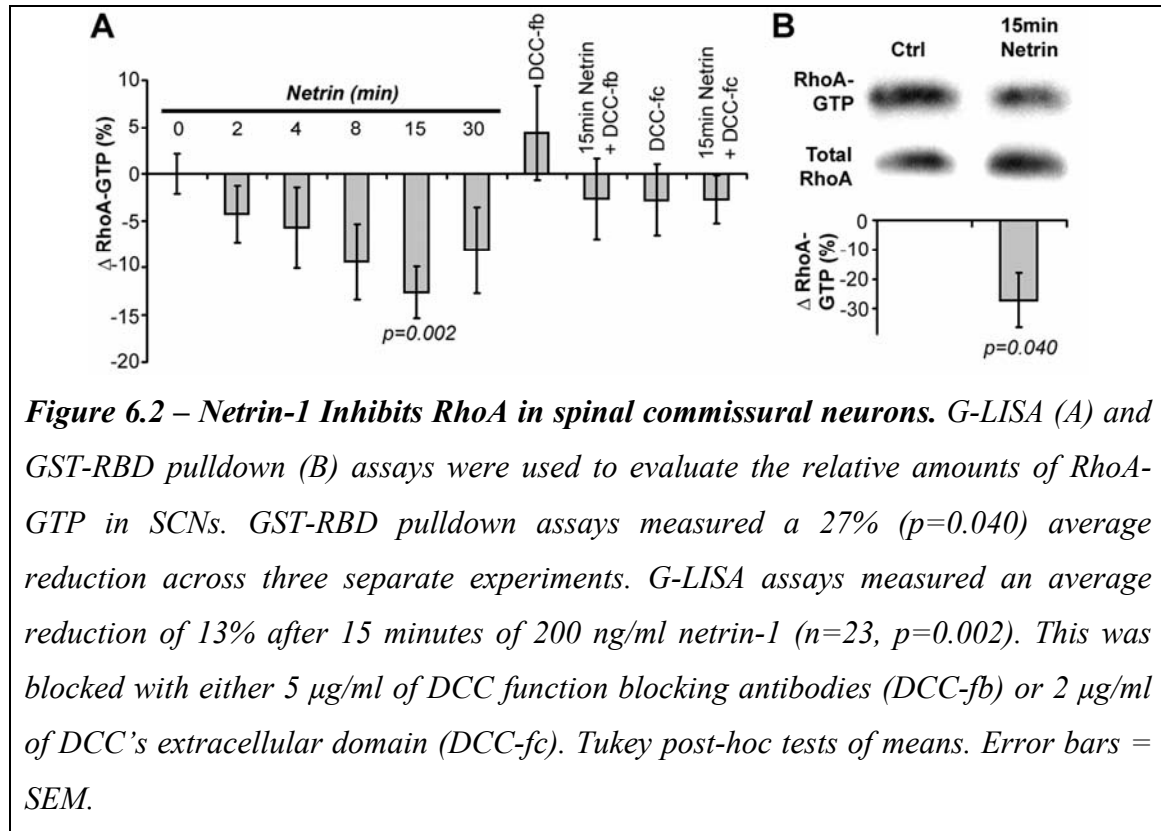 A
10
5
0
-5
-10
-15
-20
Δ RhoA-GTP (%)
Netrin (min)
0 2 4 8 15 30
DCC-fb
15min Netrin
+ DCC-fb
DCC-fc
15min Netrin
+ DCC-fc
p=0.002
B
Ctrl
15min
Netrin
RhoA-
GTP
Total
RhoA
0
-10
-20
-30
Δ RhoA-
GTP (%)
p=0.040
Figure 6.2 – Netrin-1 Inhibits RhoA in spinal commissural neurons. G-LISA (A) and
GST-RBD pulldown (B) assays were used to evaluate the relative amounts of RhoA-
GTP in SCNs. GST-RBD pulldown assays measured a 27% (p=0.040) average
reduction across three separate experiments. G-LISA assays measured an average
reduction of 13% after 15 minutes of 200 ng/ml netrin-1 (n=23, p=0.002). This was
blocked with either 5 μg/ml of DCC function blocking antibodies (DCC-fb) or 2 μg/ml
of DCC’s extracellular domain (DCC-fc). Tukey post-hoc tests of means. Error bars =
SEM.